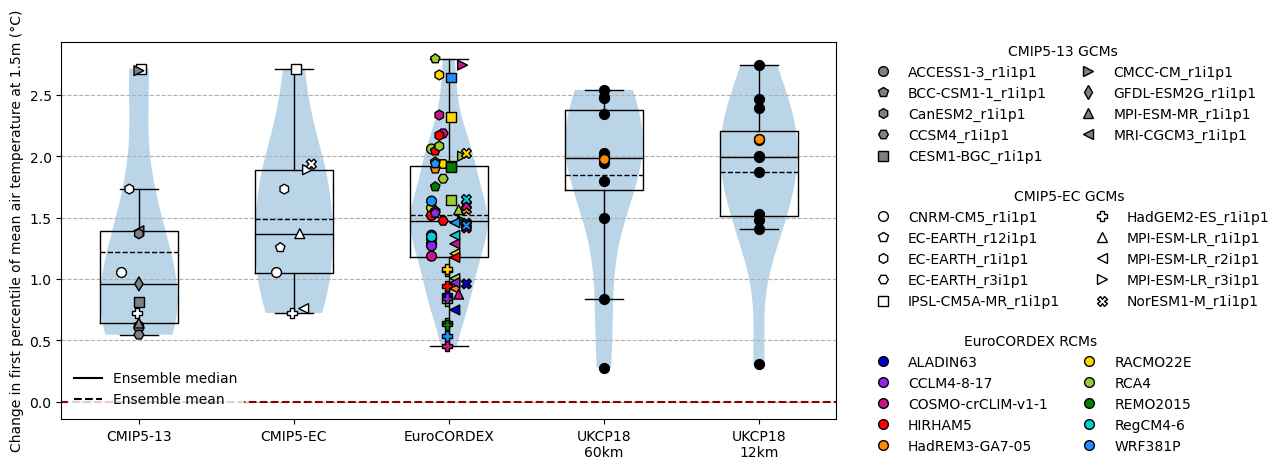 Change in first percentile of mean air temperature at 1.5m (°C)
2.5
2.0
1.5
1.0
0.5
0.0
Ensemble median
Ensemble mean
CMIP5-13
CMIP5-EC
EuroCORDEX
UKCP18
60km
UKCP18
12km
CMIP5-13 GCMs
ACCESS1-3_r1i1p1
BCC-CSM1-1_r1i1p1
CanESM2_r1i1p1
CCSM4_r1i1p1
CESM1-BGC_r1i1p1
CMCC-CM_r1i1p1
GFDL-ESM2G_r1i1p1
MPI-ESM-MR_r1i1p1
MRI-CGCM3_r1i1p1
CMIP5-EC GCMs
CNRM-CM5_r1i1p1
EC-EARTH_r12i1p1
EC-EARTH_r1i1p1
EC-EARTH_r3i1p1
IPSL-CM5A-MR_r1i1p1
HadGEM2-ES_r1i1p1
MPI-ESM-LR_r1i1p1
MPI-ESM-LR_r2i1p1
MPI-ESM-LR_r3i1p1
NorESM1-M_r1i1p1
EuroCORDEX RCMs
ALADIN63
CCLM4-8-17
COSMO-crCLIM-v1-1
HIRHAM5
HadREM3-GA7-05
RACMO22E
RCA4
REMO2015
RegCM4-6
WRF381P